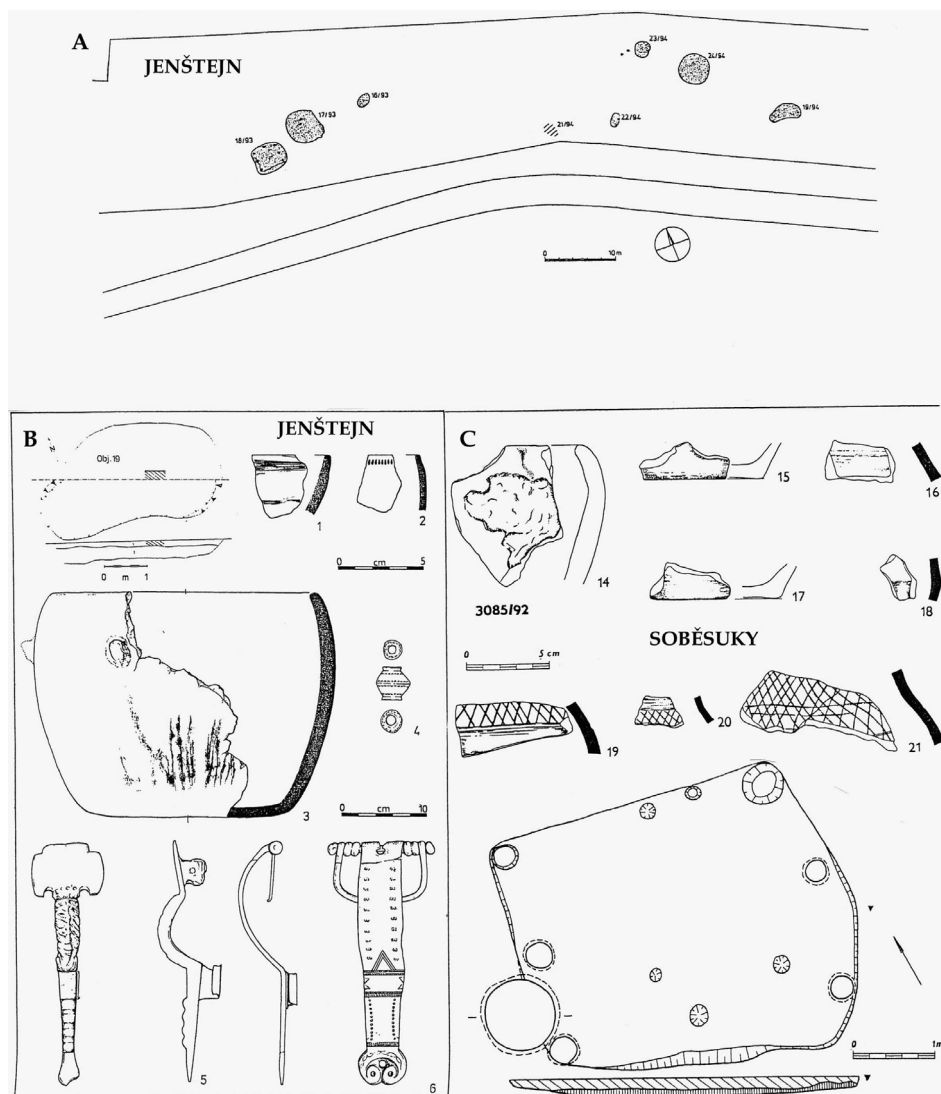 A
JENŠTEJN
23/94
24/94
16/93
17/93
19/94
18/93
21/94
22/94
0 10m
B
JENŠTEJN
Obj. 19
1
2
0 m 1
0 cm 5
3
4
0 cm 10
5
6
C
14
15
16
3085/92
17
18
SOBĚSUKY
0 5 cm
19
20
21
0 1m